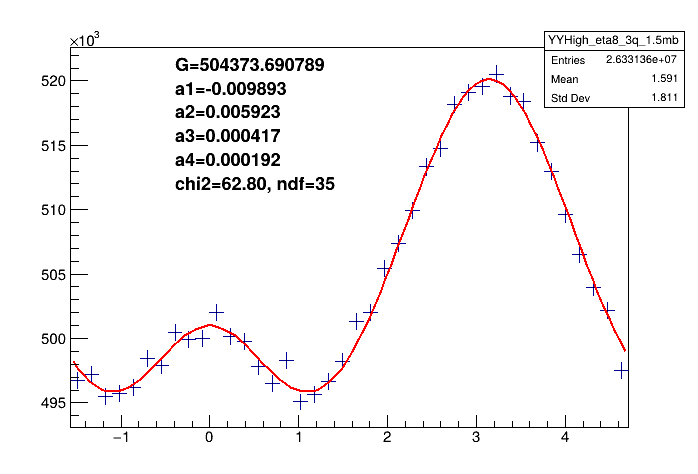 ×10³
YYHigh_eta8_3q_1.5mb
Entries 2.633136e+07
Mean 1.591
Std Dev 1.811
G=504373.690789
a1=-0.009893
a2=0.005923
a3=0.000417
a4=0.000192
chi2=62.80, ndf=35
520
515
510
505
500
495
−1 0 1 2 3 4